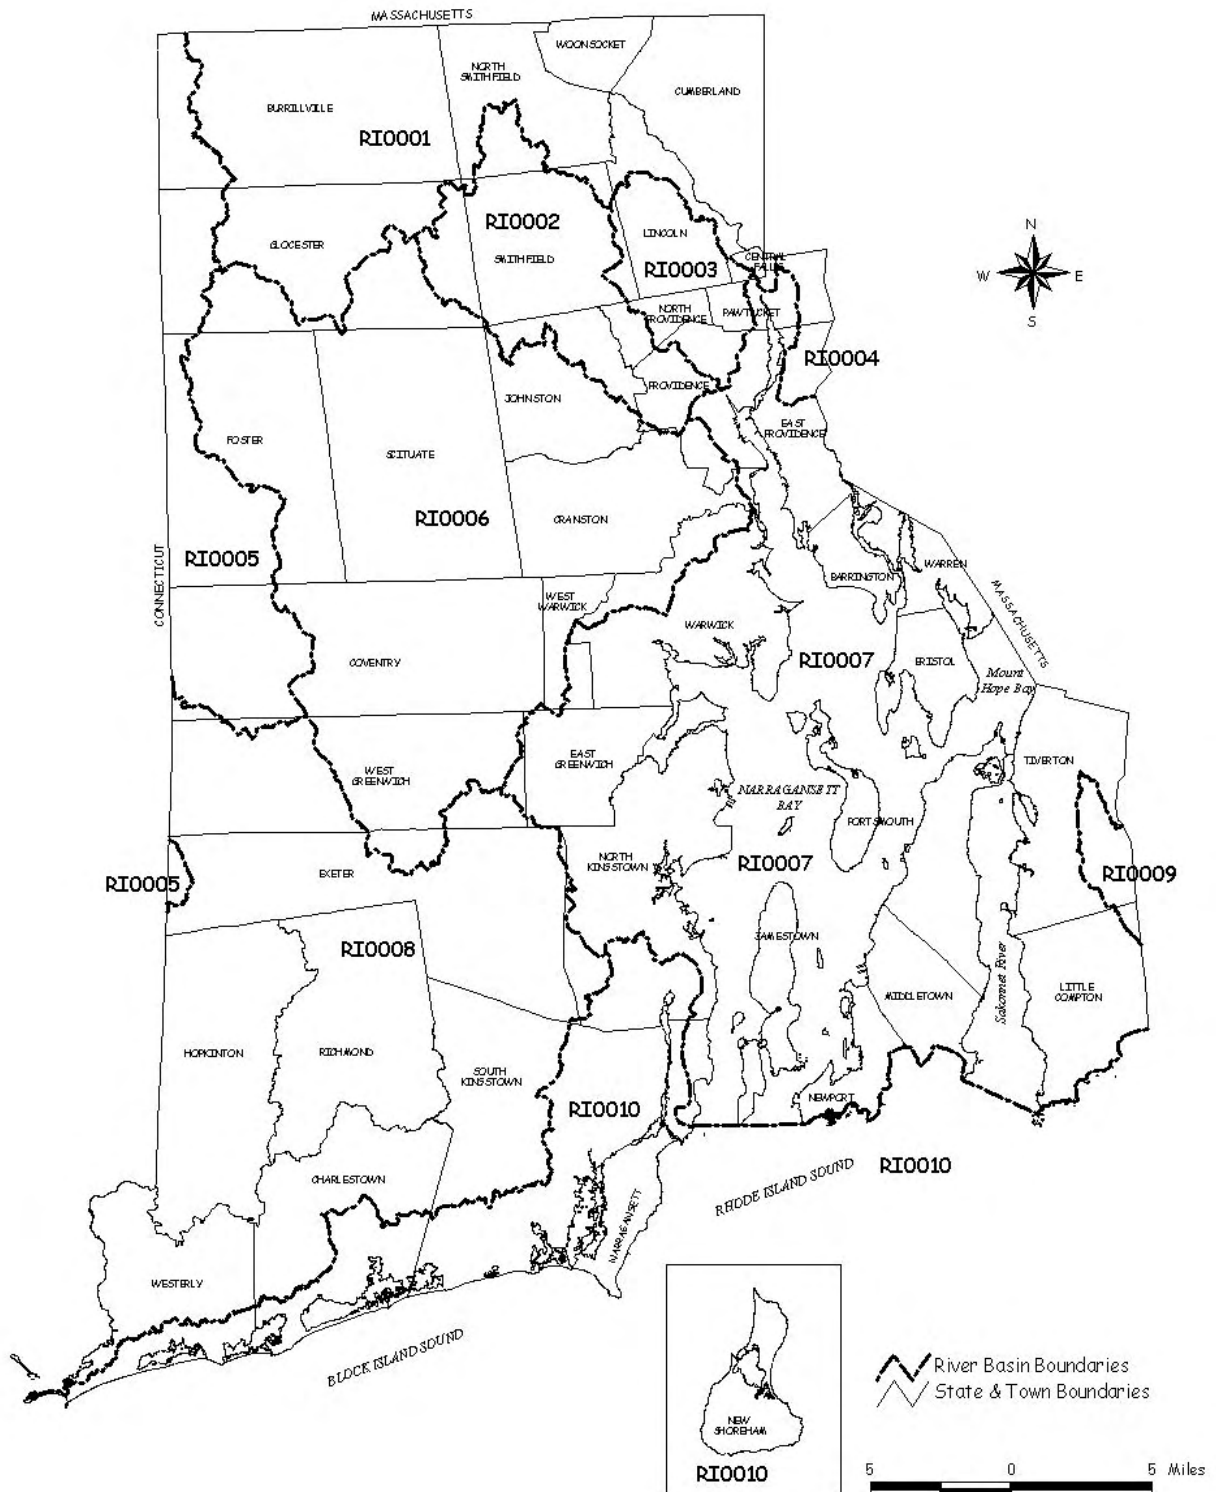 MASSACHUSETTS
WOONSOCKET
NORTH
SMITHFIELD
CUMBERLAND
BURRILLVILLE
RI0001
RI0002
GLOCESTER
SMITHFIELD
LINCOLN
RI0003
CENTRAL
FALLS
N
W
E
S
NORTH
PROVIDENCE
PAWTUCKET
RI0004
PROVIDENCE
JOHNSTON
EAST
PROVIDENCE
FOSTER
SCITUATE
RI0006
CRANSTON
RI0005
CONNECTICUT
WEST
WARWICK
BARRINGTON
WARREN
MASSACHUSETTS
WARWICK
COVENTRY
RI0007
BRISTOL
Mount
Hope Bay
EAST
GREENWICH
WEST
GREENWICH
TIVERTON
NARRAGANSETT
BAY
PORTSMOUTH
NORTH
KINGSTOWN
RI0007
RI0009
RI0005
EXETER
JAMESTOWN
RI0008
Sakonnet River
MIDDLETOWN
LITTLE
COMPTON
HOPKINTON
RICHMOND
SOUTH
KINGSTOWN
NEWPORT
RI0010
CHARLESTOWN
RHODE ISLAND SOUND
RI0010
NARRAGANSETT
WESTERLY
BLOCK ISLAND SOUND
River Basin Boundaries
State & Town Boundaries
NEW
SHOREHAM
RI0010
5 0 5 Miles